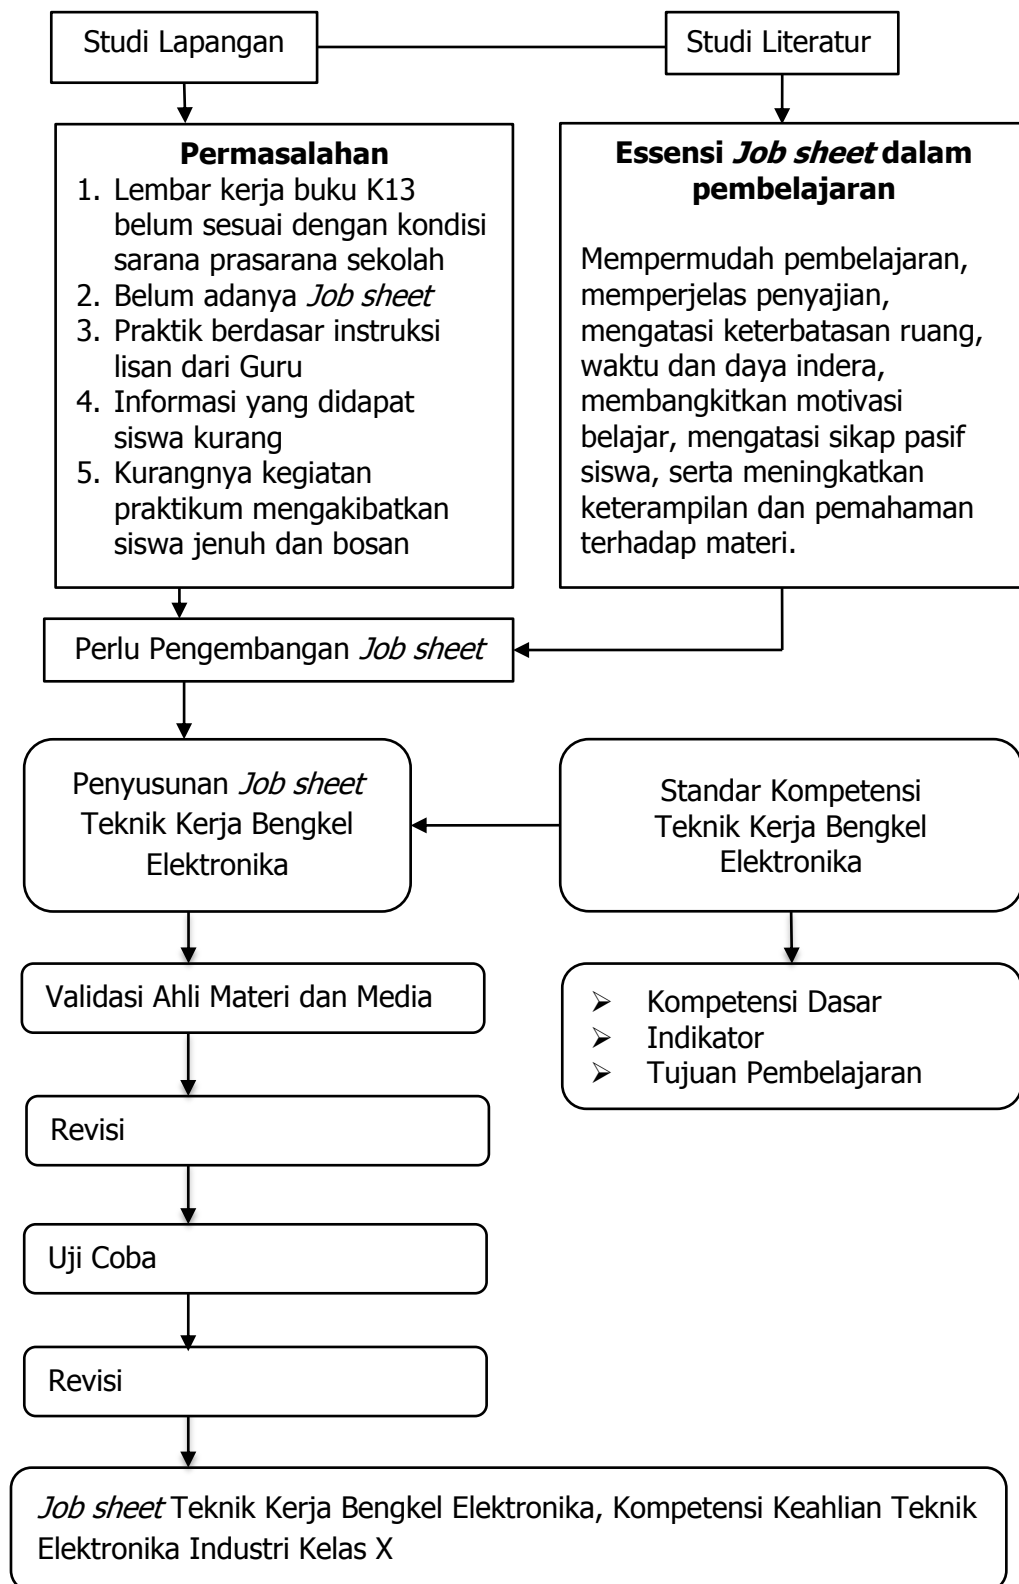 Studi Lapangan
Studi Literatur
Permasalahan
1. Lembar kerja buku K13
belum sesuai dengan kondisi
sarana prasarana sekolah
2. Belum adanya Job sheet
3. Praktik berdasar instruksi
lisan dari Guru
4. Informasi yang didapat
siswa kurang
5. Kurangnya kegiatan
praktikum mengakibatkan
siswa jenuh dan bosan
Essensi Job sheet dalam
pembelajaran
Mempermudah pembelajaran,
memperjelas penyajian,
mengatasi keterbatasan ruang,
waktu dan daya indera,
membangkitkan motivasi
belajar, mengatasi sikap pasif
siswa, serta meningkatkan
keterampilan dan pemahaman
terhadap materi.
Perlu Pengembangan Job sheet
Penyusunan Job sheet
Teknik Kerja Bengkel
Elektronika
Standar Kompetensi
Teknik Kerja Bengkel
Elektronika
Validasi Ahli Materi dan Media
➢ Kompetensi Dasar
➢ Indikator
➢ Tujuan Pembelajaran
Revisi
Uji Coba
Revisi
Job sheet Teknik Kerja Bengkel Elektronika, Kompetensi Keahlian Teknik
Elektronika Industri Kelas X